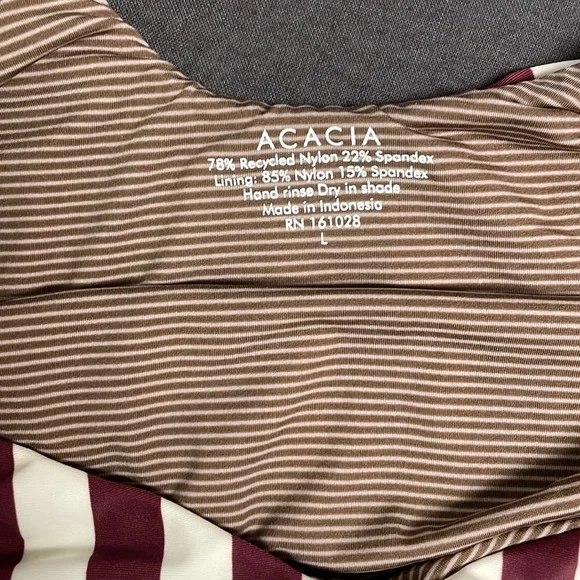 ACACIA
78% Recycled Nylon 22% Spandex
Lining: 85% Nylon 15% Spandex
Hand rinse Dry in shade
Made in Indonesia
RN 161028
L